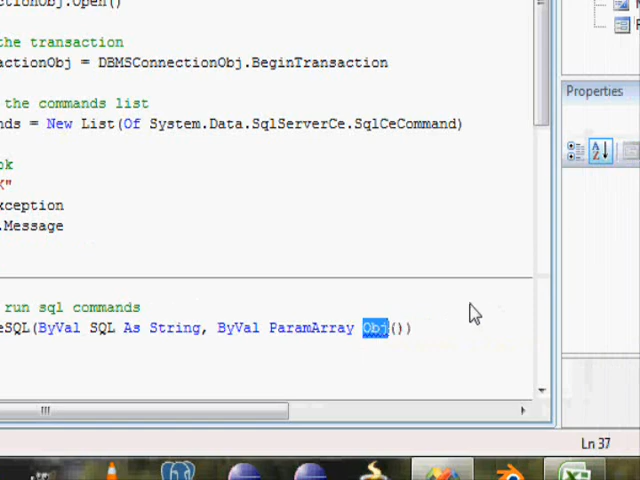 ctionObj.Open()
the transaction
actionObj = DBMSConnectionObj.BeginTransaction
the commands list
nds = New List(Of System.Data.SqlServerCe.SqlCeCommand)
ok
K"
xception
.Message
run sql commands
eSQL(ByVal SQL As String, ByVal ParamArray Obj())
Properties
Ln 37